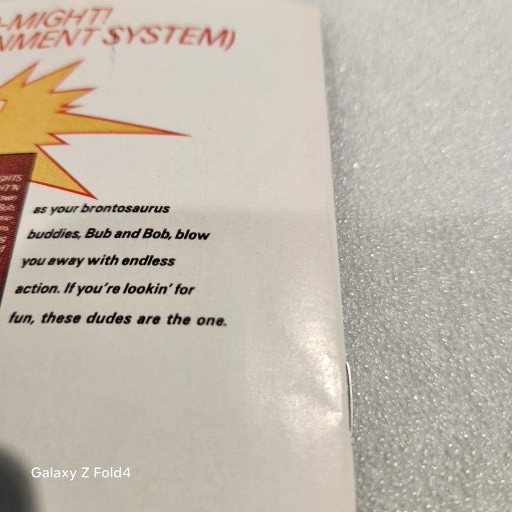 -MIGHT!
NMENT SYSTEM)
as your brontosaurus
buddies, Bub and Bob, blow
you away with endless
action. If you're lookin' for
fun, these dudes are the one.
Galaxy Z Fold4